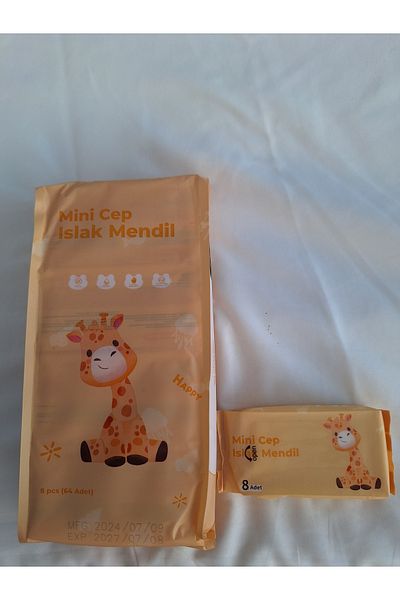 Mini Cep
Islak Mendil
HAPPY
8 pcs (64 Adet)
MFG 2024/07/09
EXP 2027/07/08
Mini Cep
Islak Mendil
open
8 Adet